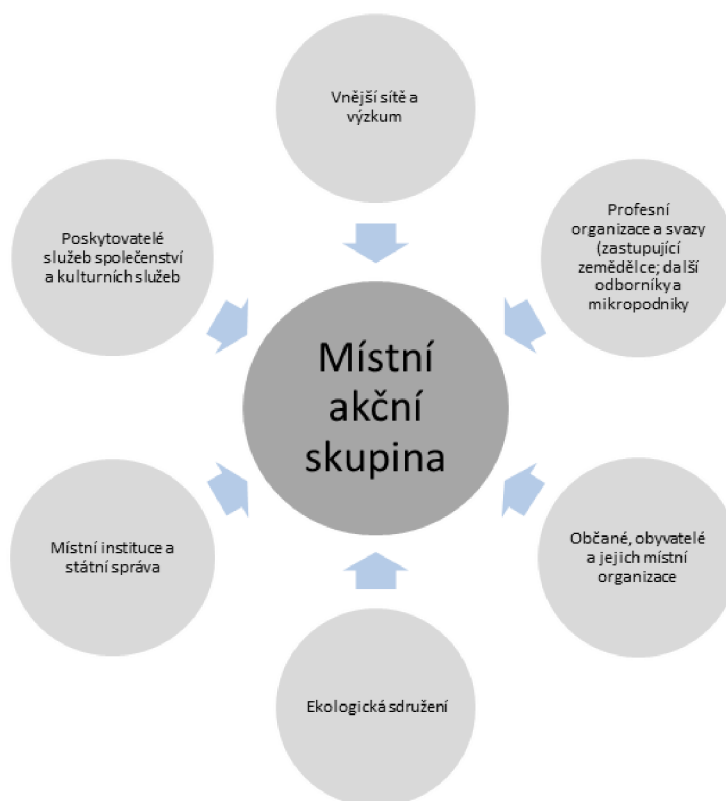 Vnější sítě a
výzkum
Profesní
organizace a svazy
(zastupující
zemědělce; další
odborníky a
mikropodniky
Občané, obyvatelé
a jejich místní
organizace
Ekologická sdružení
Místní instituce a
státní správa
Poskytovatelé
služeb společenství
a kulturních služeb
Místní
akční
skupina